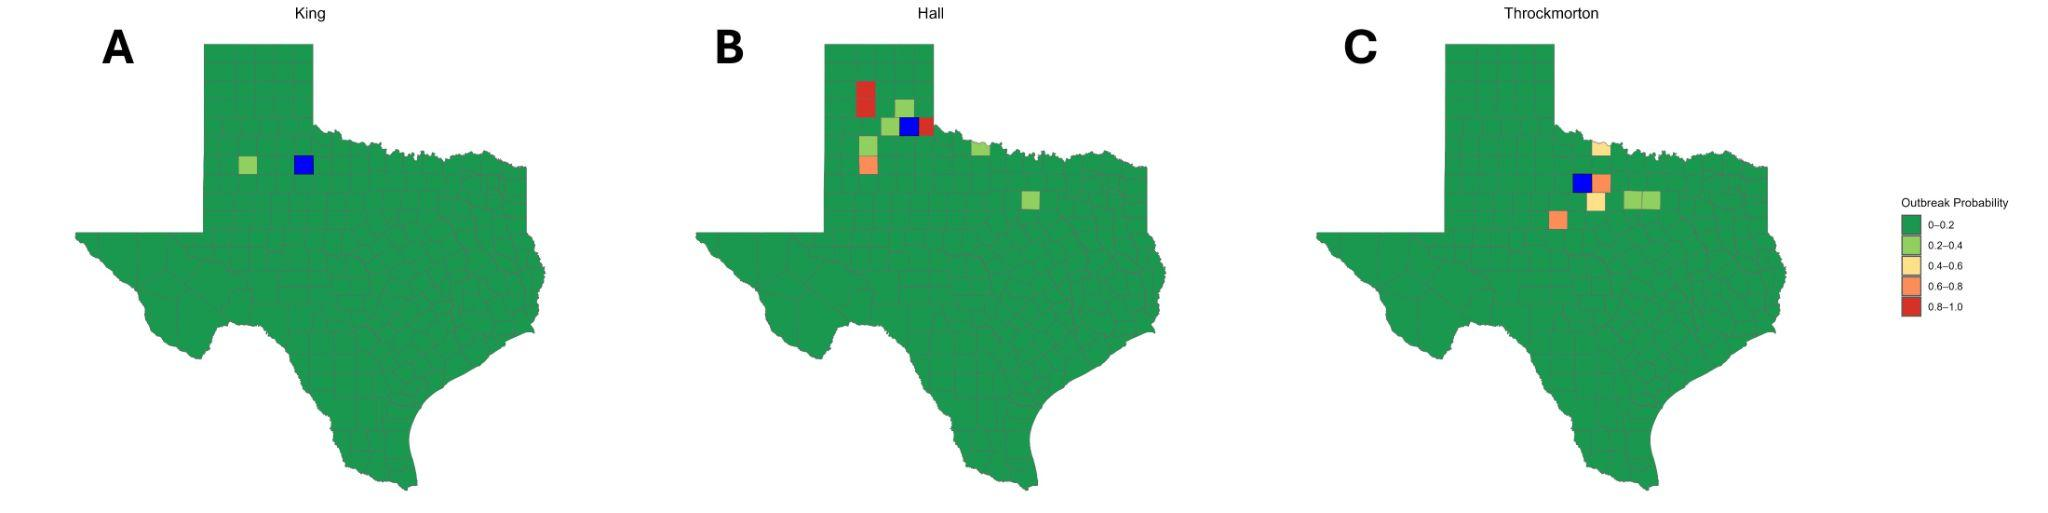 King
Hall
Throckmorton
A
B
C
Outbreak Probability
0–0.2
0.2–0.4
0.4–0.6
0.6–0.8
0.8–1.0